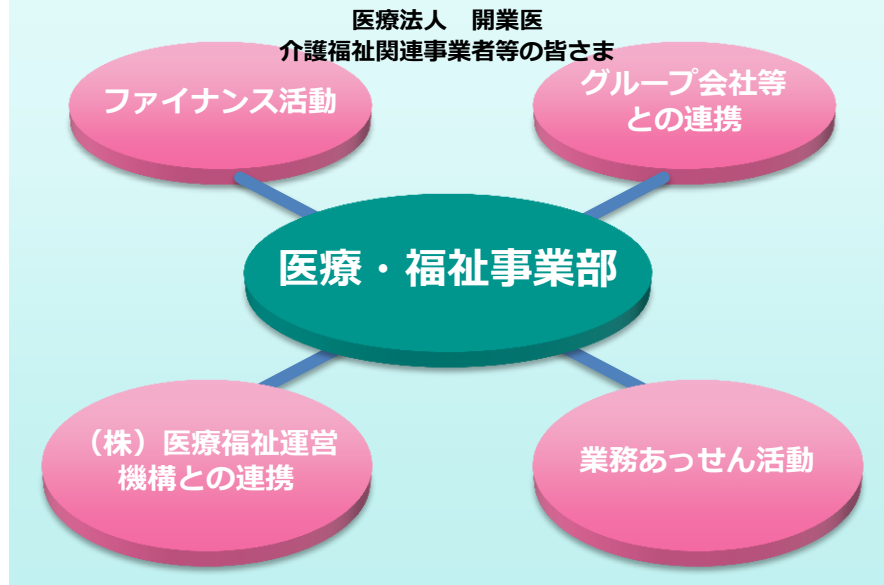 医療法人　開業医
介護福祉関連事業者等の皆さま
ファイナンス活動
グループ会社等
との連携
医療・福祉事業部
（株）医療福祉運営
機構との連携
業務あっせん活動